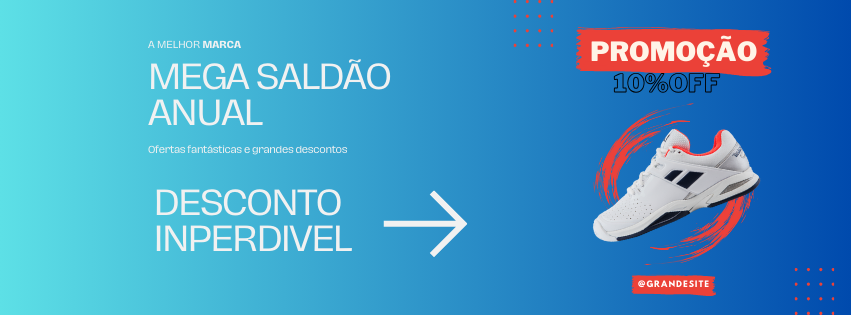 A MELHOR MARCA
MEGA SALDÃO
ANUAL
Ofertas fantásticas e grandes descontos
DESCONTO
INPERDIVEL
PROMOÇÃO
10%OFF
@GRANDESITE